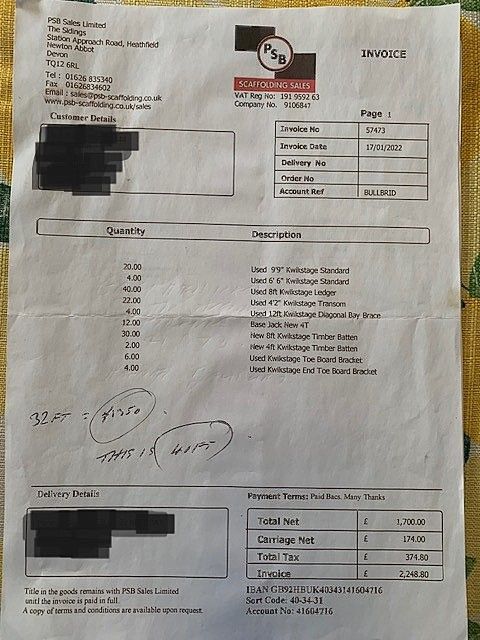 PSB Sales Limited
The Sidings
Station Approach Road, Heathfield
Newton Abbot
Devon
TQ12 6RL
Tel : 01626 835340
Fax 01626834602
Email : sales@psb-scaffolding.co.uk
www.psb-scaffolding.co.uk/sales
PSB
SCAFFOLDING SALES
VAT Reg No: 191 9592 63
Company No. 9106847
INVOICE
Page 1
Customer Details
Invoice No 57473
Invoice Date 17/01/2022
Delivery No
Order No
Account Ref BULLBRID
Quantity Description
20.00 Used 9'9" Kwikstage Standard
4.00 Used 6' 6" Kwikstage Standard
40.00 Used 8ft Kwikstage Ledger
22.00 Used 4'2" Kwikstage Transom
4.00 Used 12ft Kwikstage Diagonal Bay Brace
12.00 Base Jack New 4T
30.00 New 8ft Kwikstage Timber Batten
2.00 New 4ft Kwikstage Timber Batten
6.00 Used Kwikstage Toe Board Bracket
4.00 Used Kwikstage End Toe Board Bracket
32FT = £1350
THIS IS 40FT
Delivery Details
Payment Terms: Paid Bacs. Many Thanks
Total Net £ 1,700.00
Carriage Net £ 174.00
Total Tax £ 374.80
Invoice £ 2,248.80
Title in the goods remains with PSB Sales Limited
until the invoice is paid in full.
A copy of terms and conditions are available upon request.
IBAN GB92HBUK40343141604716
Sort Code: 40-34-31
Account No: 41604716